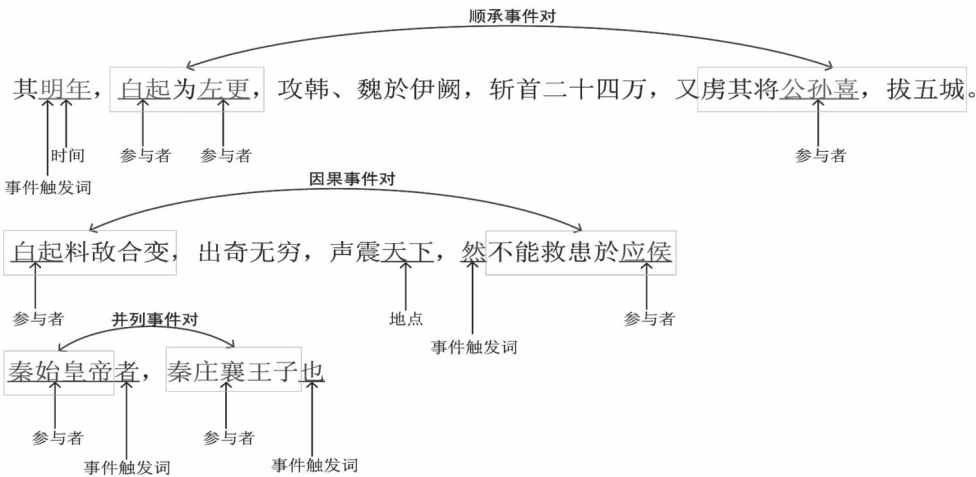 顺承事件对
其明年，白起为左更，攻韩、魏於伊阙，斩首二十四万，又虏其将公孙喜，拔五城。
时间 参与者 参与者 参与者
事件触发词
因果事件对
白起料敌合变，出奇无穷，声震天下，然不能救患於应侯
参与者 地点 参与者
事件触发词
并列事件对
秦始皇帝者，秦庄襄王子也
参与者 参与者
事件触发词 事件触发词